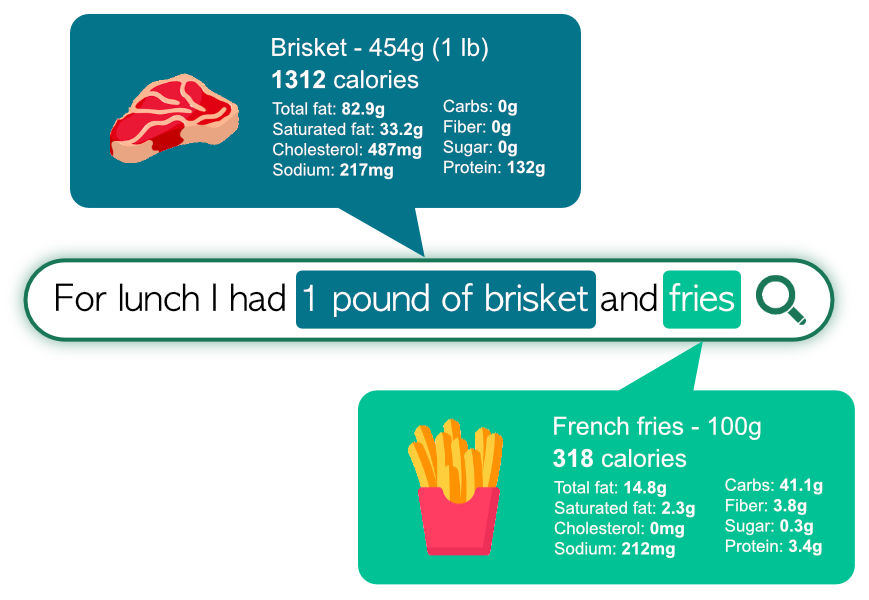 Brisket - 454g (1 lb)
1312 calories
Total fat: 82.9g
Saturated fat: 33.2g
Cholesterol: 487mg
Sodium: 217mg
Carbs: 0g
Fiber: 0g
Sugar: 0g
Protein: 132g
For lunch I had 1 pound of brisket and fries
French fries - 100g
318 calories
Total fat: 14.8g
Saturated fat: 2.3g
Cholesterol: 0mg
Sodium: 212mg
Carbs: 41.1g
Fiber: 3.8g
Sugar: 0.3g
Protein: 3.4g